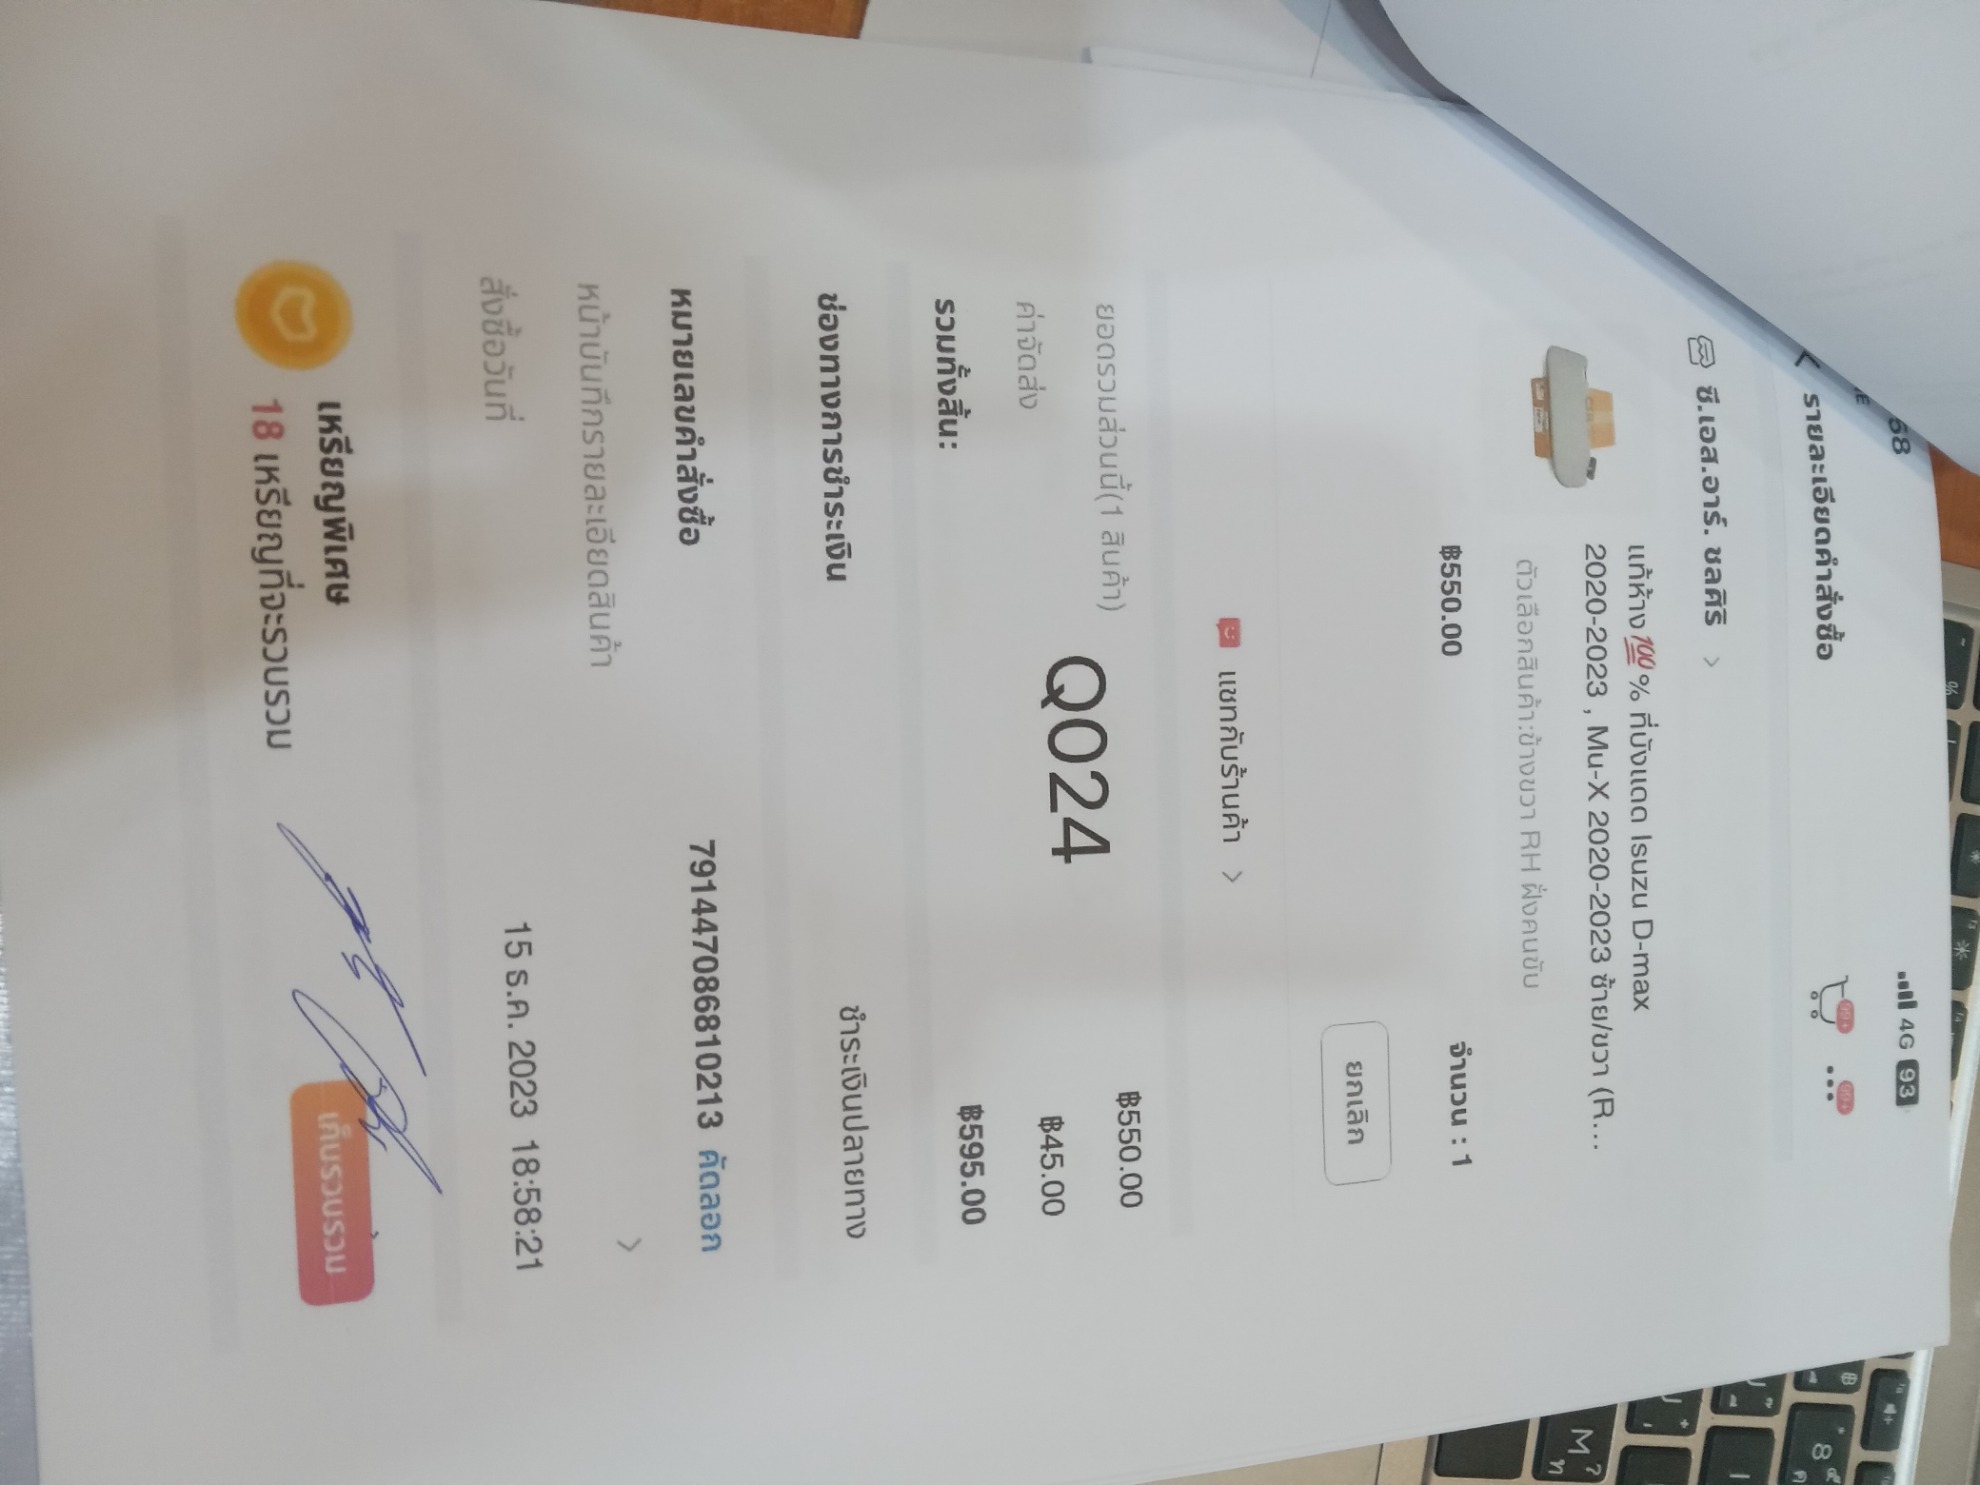 58
4G 93
รายละเอียดคำสั่งซื้อ
99+
99+
ซี.เอส.อาร์. ชลศิริ >
แท้ห้าง💯% ที่บังแดด Isuzu D-max
2020-2023 , Mu-X 2020-2023 ซ้าย/ขวา (R...
ตัวเลือกสินค้า:ข้างขวา RH ฝั่งคนขับ
฿550.00 จำนวน : 1
ยกเลิก
แชทกับร้านค้า >
ยอดรวมส่วนนี้(1 สินค้า) ฿550.00
ค่าจัดส่ง ฿45.00
Q024
รวมทั้งสิ้น: ฿595.00
ช่องทางการชำระเงิน ชำระเงินปลายทาง
หมายเลขคำสั่งซื้อ 791447086810213 คัดลอก
หน้าบันทึกรายละเอียดสินค้า >
สั่งซื้อวันที่ 15 ธ.ค. 2023 18:58:21
เหรียญพิเศษ
18 เหรียญที่จะรวบรวม
เก็บรวบรวม